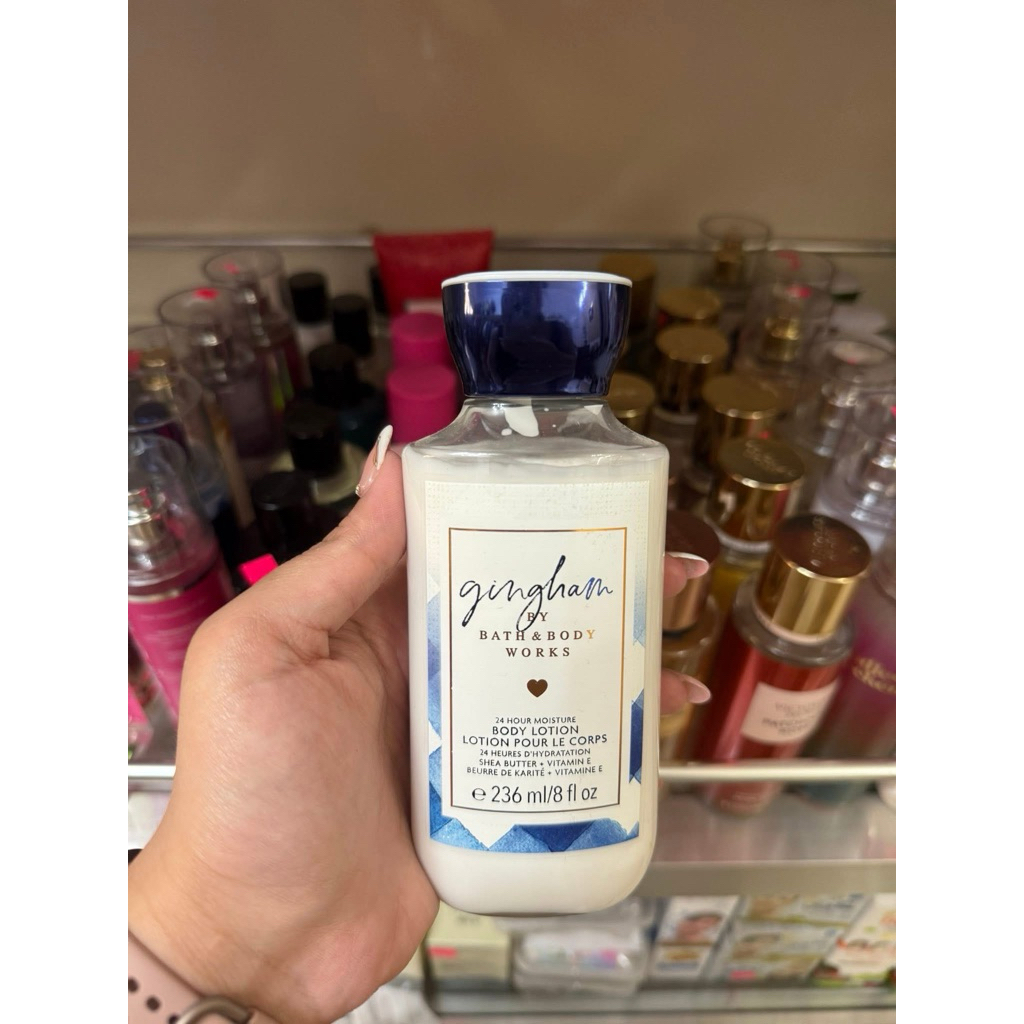 gingham
BY
BATH & BODY
WORKS
24 HOUR MOISTURE
BODY LOTION
LOTION POUR LE CORPS
24 HEURES D'HYDRATATION
SHEA BUTTER + VITAMIN E
BEURRE DE KARITÉ + VITAMINE E
℮ 236 ml/8 fl oz